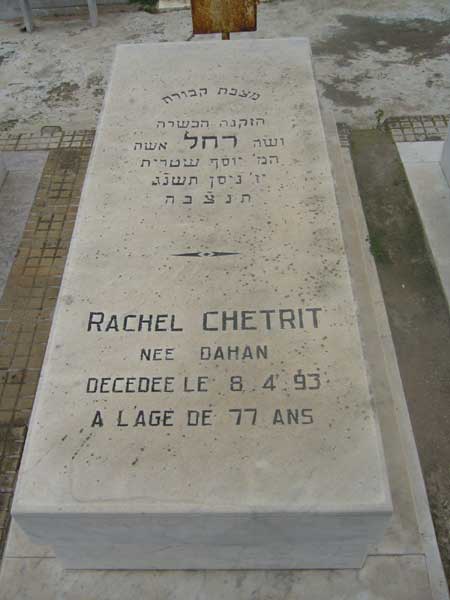 מצבת קבורת
הזקנה הכשרה
ושה רחל אשה
המ' יוסף שטרית
יז' ניסן תשנג
תנצבה
RACHEL CHETRIT
NEE DAHAN
DECEDEE LE 8.4.93
A L'AGE DE 77 ANS